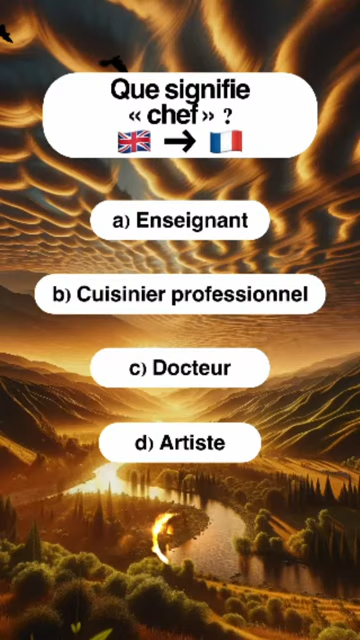 Que signifie
« chef » ?
→
a) Enseignant
b) Cuisinier professionnel
c) Docteur
d) Artiste